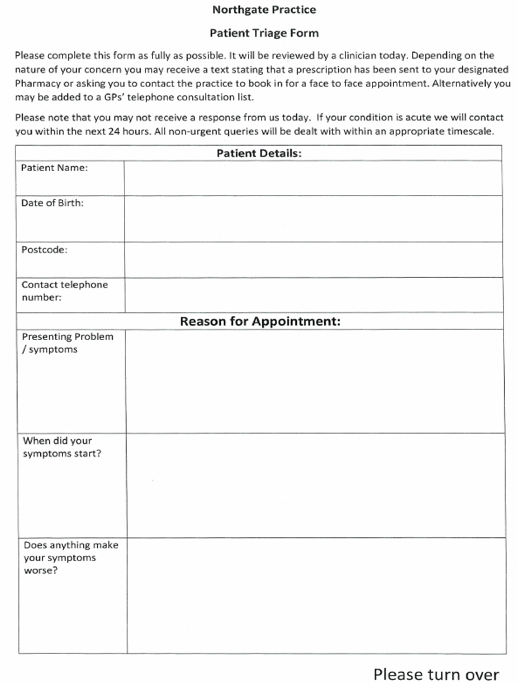 Northgate Practice
Patient Triage Form
Please complete this form as fully as possible. It will be reviewed by a clinician today. Depending on the
nature of your concern you may receive a text stating that a prescription has been sent to your designated
Pharmacy or asking you to contact the practice to book in for a face to face appointment. Alternatively you
may be added to a GPs' telephone consultation list.
Please note that you may not receive a response from us today. If your condition is acute we will contact
you within the next 24 hours. All non-urgent queries will be dealt with within an appropriate timescale.
Patient Details:
Patient Name:
Date of Birth:
Postcode:
Contact telephone
number:
Reason for Appointment:
Presenting Problem
/ symptoms
When did your
symptoms start?
Does anything make
your symptoms
worse?
Please turn over